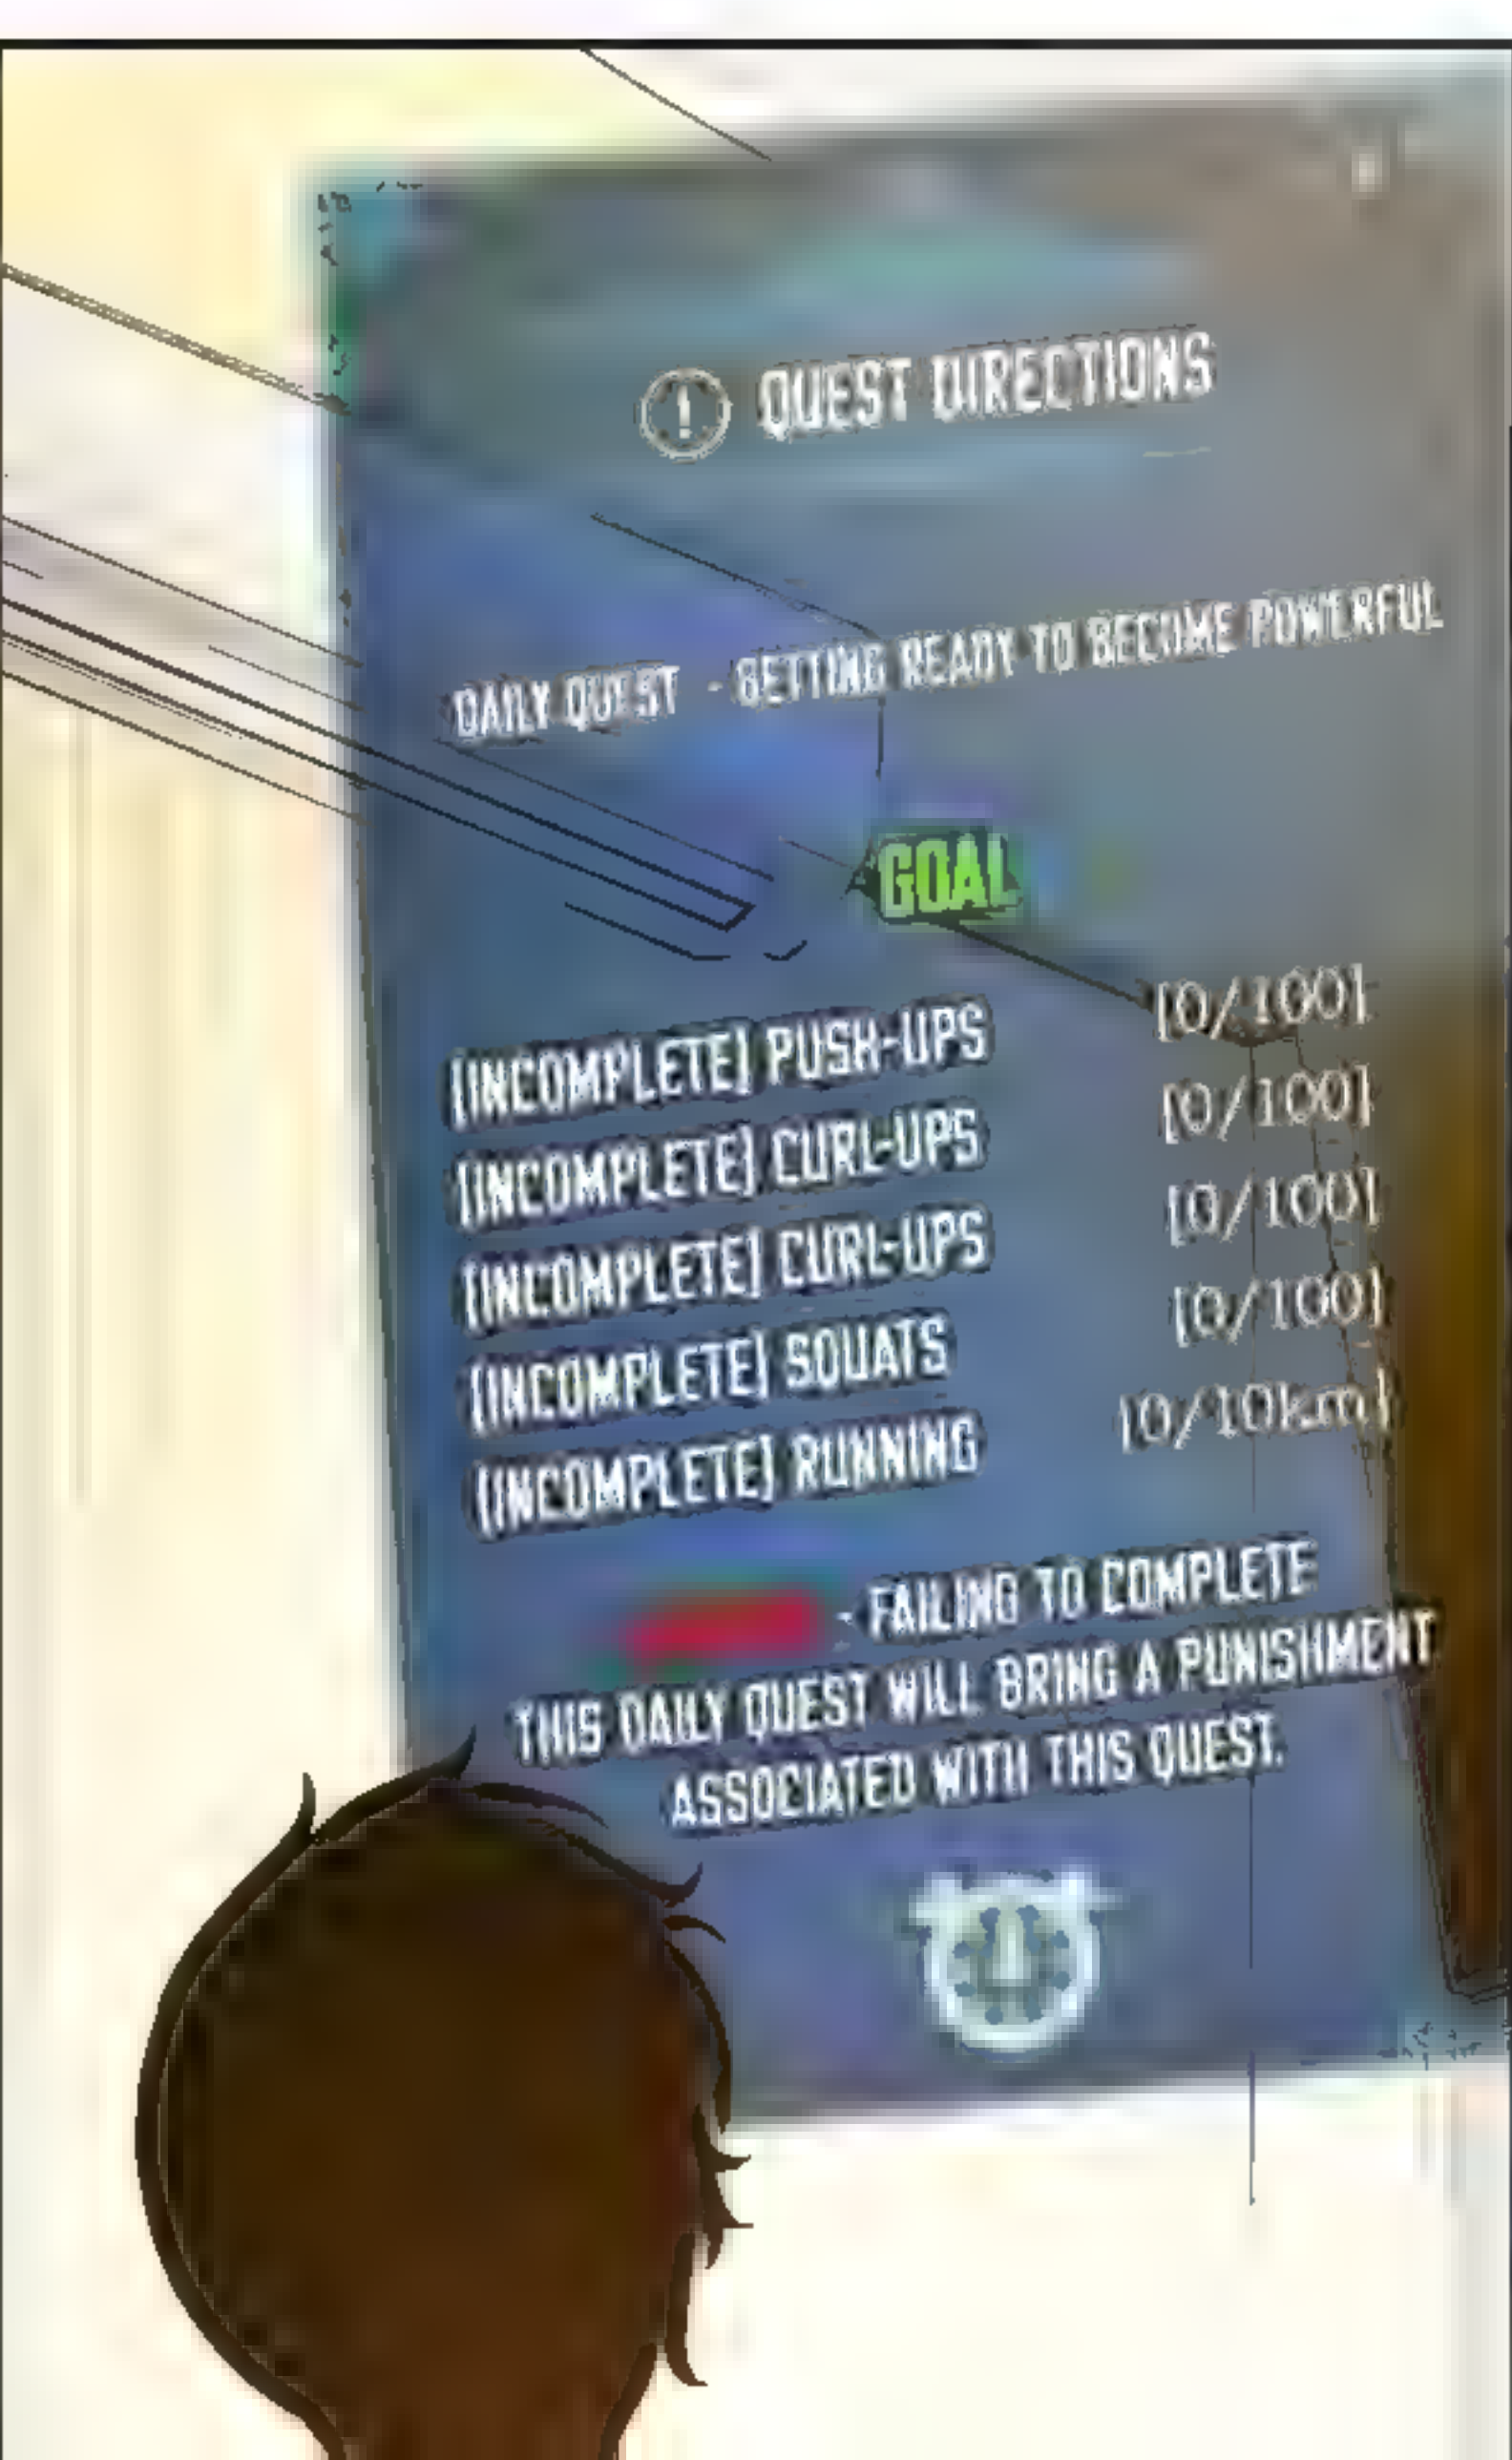 QUEST DIRECTIONS
DAILY QUEST - GETTING READY TO BECOME POWERFUL
GOAL
[INCOMPLETE] PUSH-UPS [0/100]
[INCOMPLETE] CURL-UPS [0/100]
[INCOMPLETE] CURL-UPS [0/100]
[INCOMPLETE] SQUATS [0/100]
[INCOMPLETE] RUNNING [0/10km]
- FAILING TO COMPLETE
THIS DAILY QUEST WILL BRING A PUNISHMENT
ASSOCIATED WITH THIS QUEST.